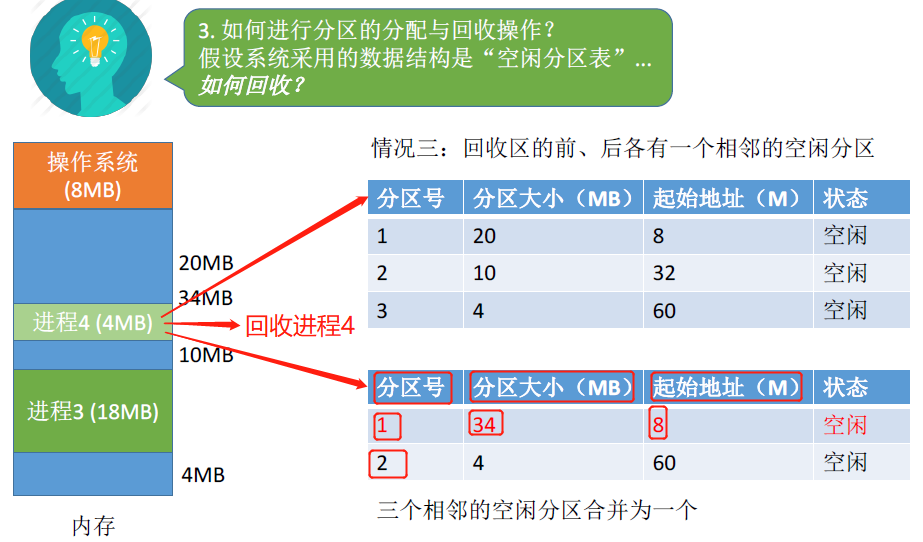 3. 如何进行分区的分配与回收操作？
假设系统采用的数据结构是“空闲分区表”...
如何回收？
情况三：回收区的前、后各有一个相邻的空闲分区
操作系统
(8MB)
20MB
34MB
进程4 (4MB)
回收进程4
10MB
进程3 (18MB)
4MB
内存
分区号 分区大小（MB） 起始地址（M） 状态
1 20 8 空闲
2 10 32 空闲
3 4 60 空闲
分区号 分区大小（MB） 起始地址（M） 状态
1 34 8 空闲
2 4 60 空闲
三个相邻的空闲分区合并为一个